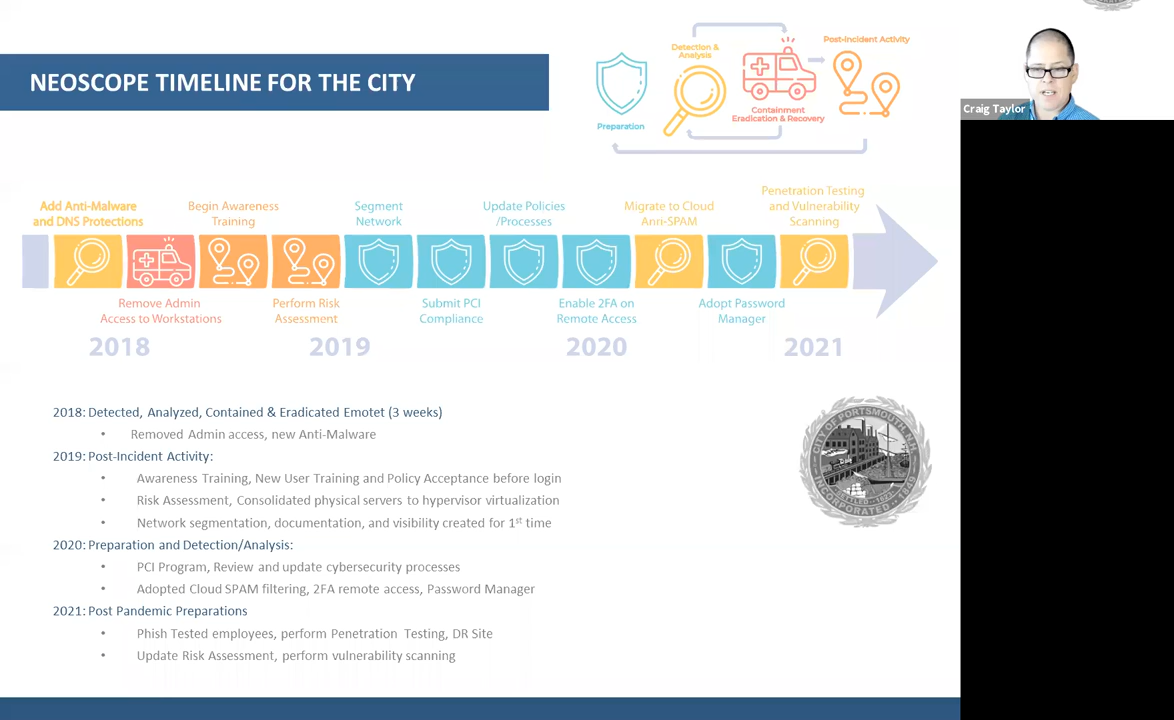 NEOSCOPE TIMELINE FOR THE CITY
Detection &
Analysis
Post-Incident Activity
Containment
Eradication & Recovery
Preparation
Craig Taylor
Add Anti-Malware
and DNS Protections
Begin Awareness
Training
Segment
Network
Update Policies
/Processes
Migrate to Cloud
Anri-SPAM
Penetration Testing
and Vulnerability
Scanning
Remove Admin
Access to Workstations
Perform Risk
Assessment
Submit PCI
Compliance
Enable 2FA on
Remote Access
Adopt Password
Manager
2018
2019
2020
2021
2018: Detected, Analyzed, Contained & Eradicated Emotet (3 weeks)
• Removed Admin access, new Anti-Malware
2019: Post-Incident Activity:
• Awareness Training, New User Training and Policy Acceptance before login
• Risk Assessment, Consolidated physical servers to hypervisor virtualization
• Network segmentation, documentation, and visibility created for 1st time
2020: Preparation and Detection/Analysis:
• PCI Program, Review and update cybersecurity processes
• Adopted Cloud SPAM filtering, 2FA remote access, Password Manager
2021: Post Pandemic Preparations
• Phish Tested employees, perform Penetration Testing, DR Site
• Update Risk Assessment, perform vulnerability scanning
CITY OF PORTSMOUTH, N.H.
INCORPORATED 1849